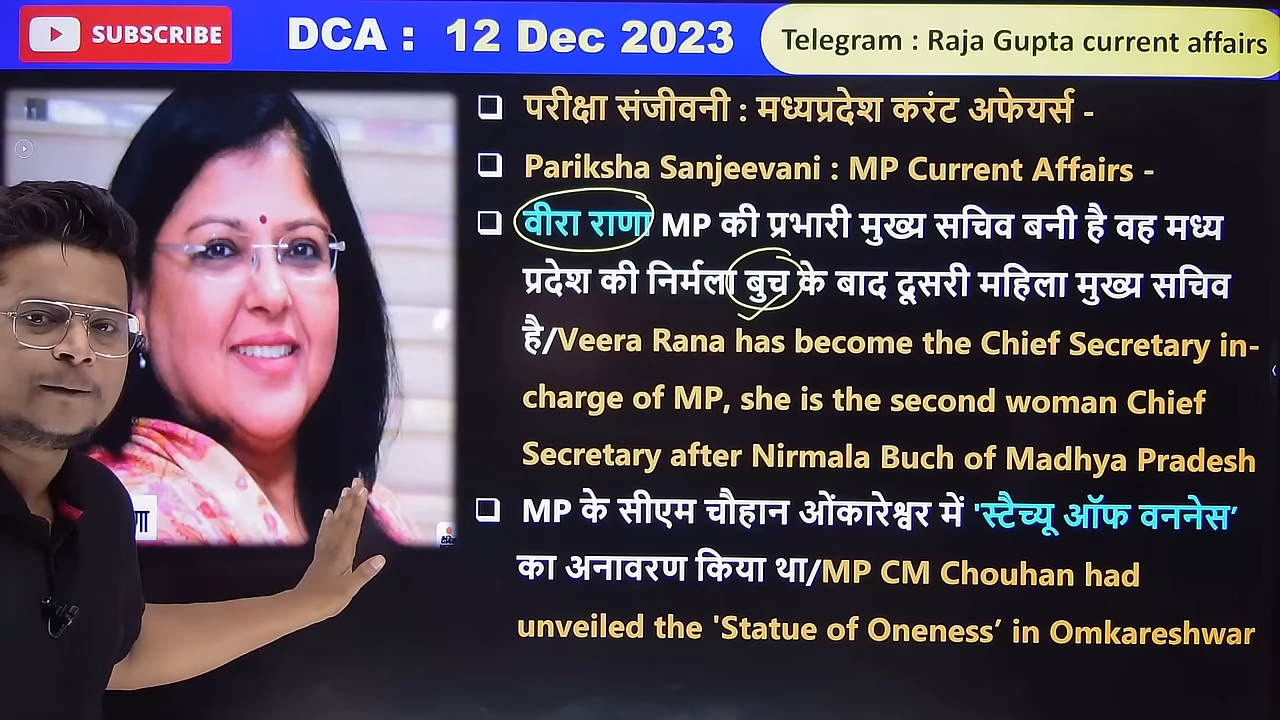 SUBSCRIBE
DCA : 12 Dec 2023
Telegram : Raja Gupta current affairs
परीक्षा संजीवनी : मध्यप्रदेश करंट अफेयर्स -
Pariksha Sanjeevani : MP Current Affairs -
वीरा राणा MP की प्रभारी मुख्य सचिव बनी है वह मध्य
प्रदेश की निर्मला बुच के बाद दूसरी महिला मुख्य सचिव
है/Veera Rana has become the Chief Secretary in-
charge of MP, she is the second woman Chief
Secretary after Nirmala Buch of Madhya Pradesh
MP के सीएम चौहान ओंकारेश्वर में 'स्टैच्यू ऑफ वननेस’
का अनावरण किया था/MP CM Chouhan had
unveiled the 'Statue of Oneness’ in Omkareshwar